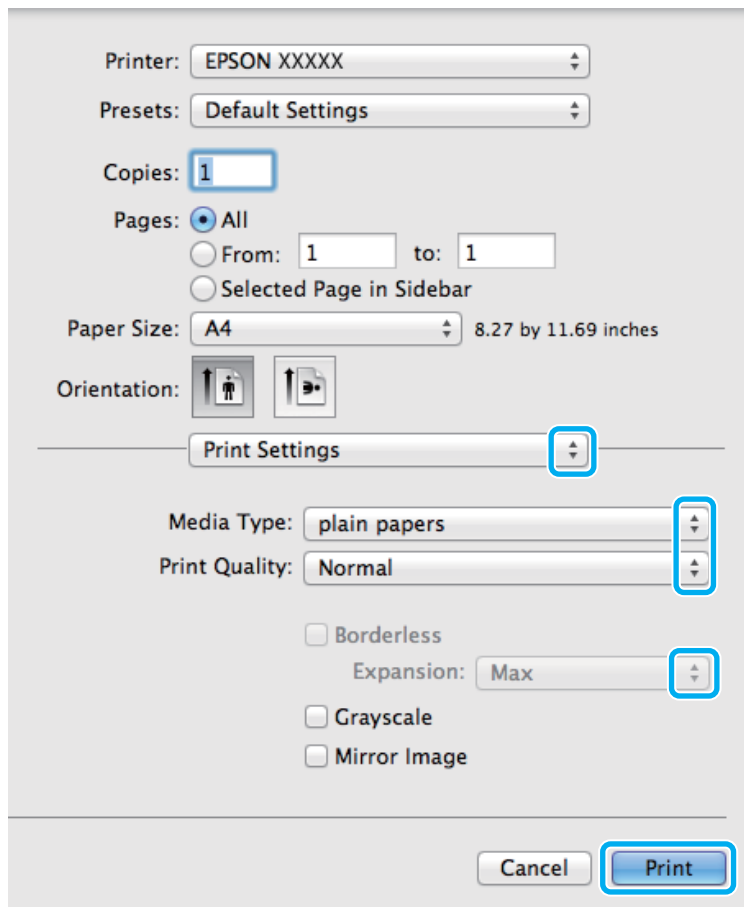 Printer: EPSON XXXXX
Presets: Default Settings
Copies: 1
Pages: All
From: 1 to: 1
Selected Page in Sidebar
Paper Size: A4 8.27 by 11.69 inches
Orientation:
Print Settings
Media Type: plain papers
Print Quality: Normal
Borderless
Expansion: Max
Grayscale
Mirror Image
Cancel Print